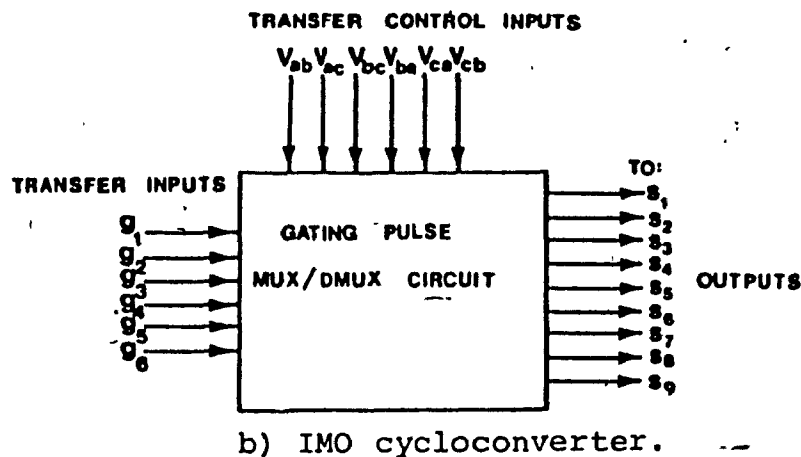 TRANSFER CONTROL INPUTS
Vab Vac Vbc Vba Vca Vcb
TO:
TRANSFER INPUTS
S1
S2
g1
GATING PULSE
S3
g2
S4
g3
MUX/DMUX CIRCUIT
S5
OUTPUTS
g4
S6
g5
S7
g6
S8
S9
b) IMO cycloconverter.